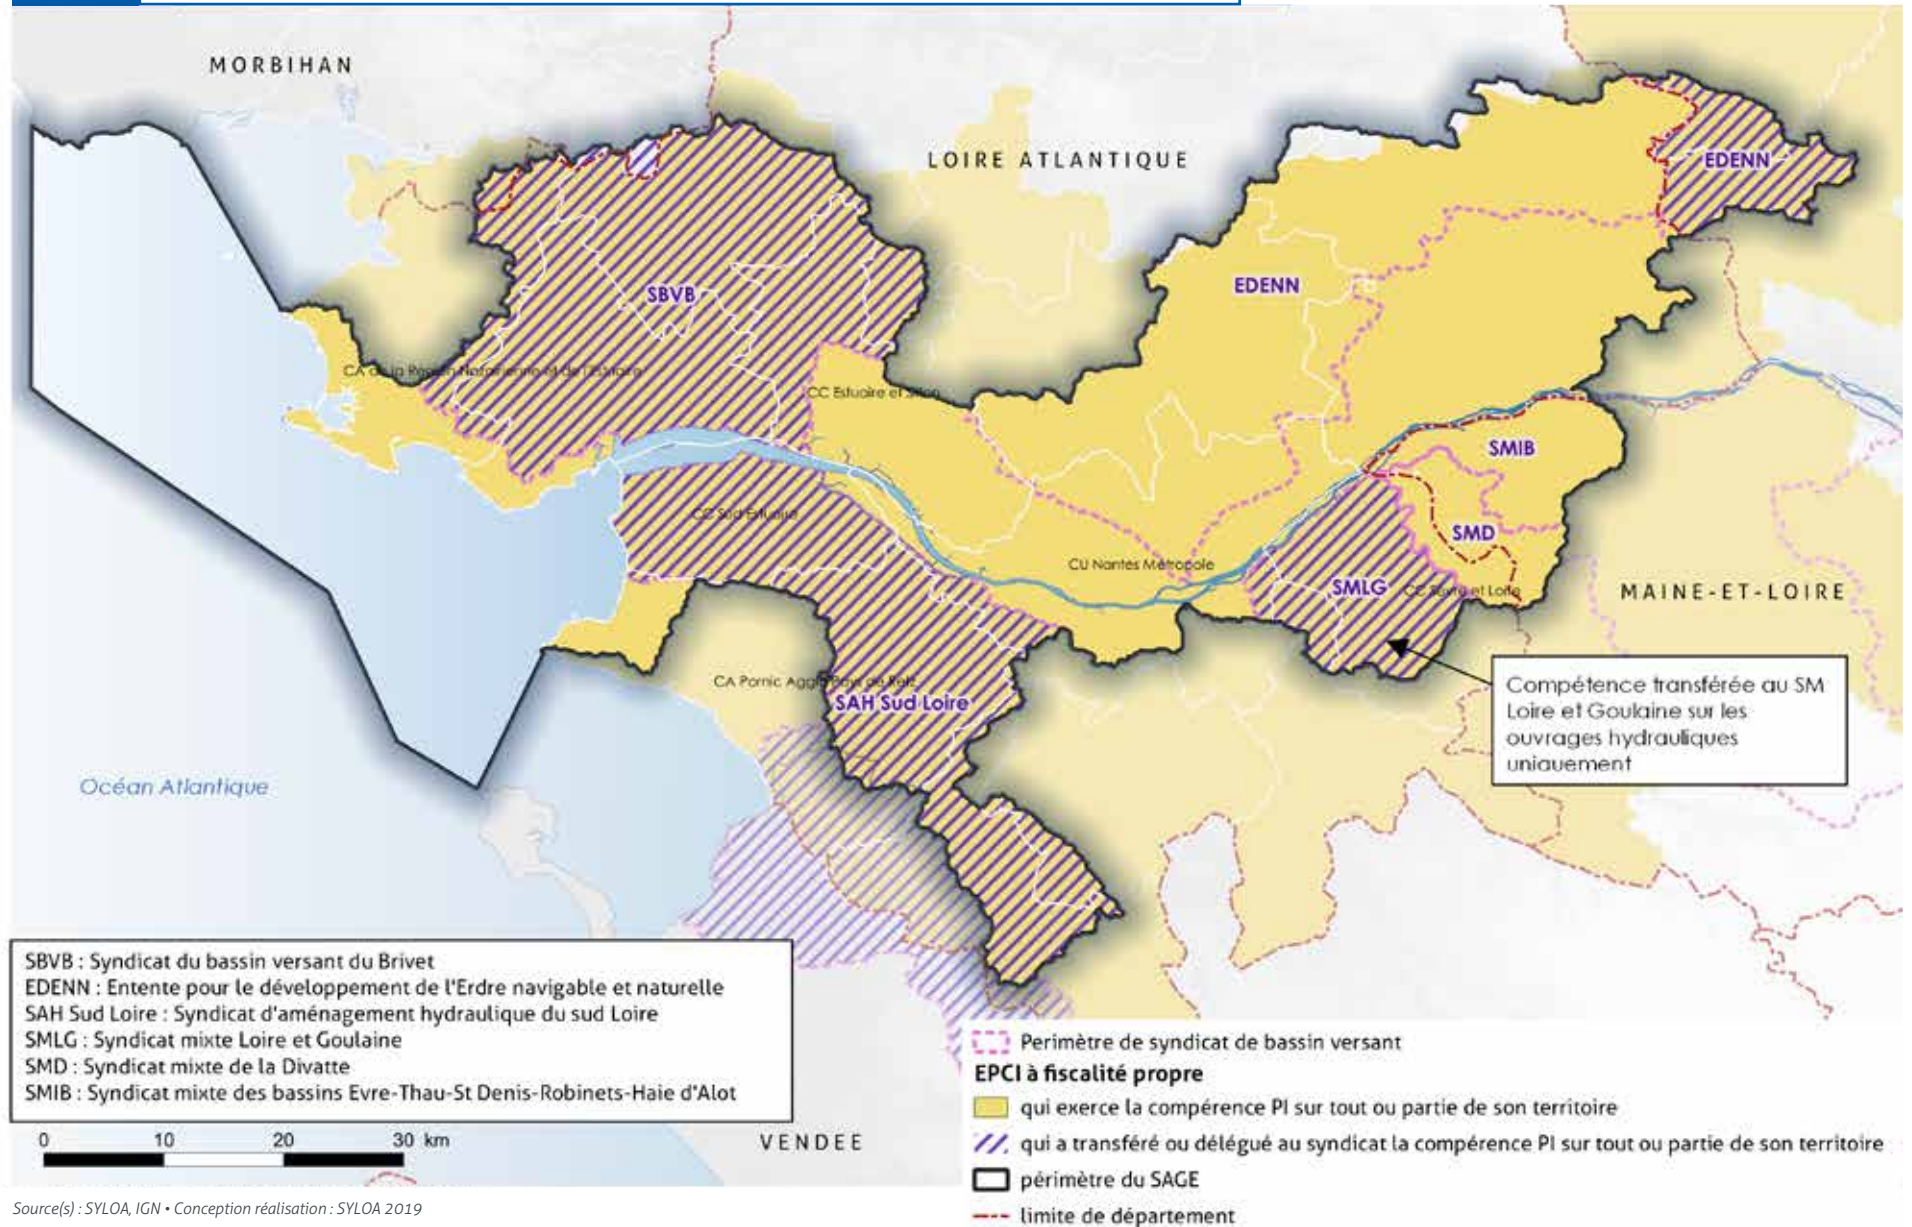 MORBIHAN
LOIRE ATLANTIQUE
EDENN
SBVB
EDENN
CA de la Région Nazairienne et de l'Estuaire
CC Estuaire et Sillon
SMIB
CC Sud Estuaire
SMD
CU Nantes Métropole
SMLG
CC Sèvre et Loire
MAINE-ET-LOIRE
CA Pornic Agglo Pays de Retz
SAH Sud Loire
Compétence transférée au SM
Loire et Goulaine sur les
ouvrages hydrauliques
uniquement
Océan Atlantique
SBVB : Syndicat du bassin versant du Brivet
EDENN : Entente pour le développement de l'Erdre navigable et naturelle
SAH Sud Loire : Syndicat d'aménagement hydraulique du sud Loire
SMLG : Syndicat mixte Loire et Goulaine
SMD : Syndicat mixte de la Divatte
SMIB : Syndicat mixte des bassins Evre-Thau-St Denis-Robinets-Haie d'Alot
0 10 20 30 km
VENDEE
Perimètre de syndicat de bassin versant
EPCI à fiscalité propre
qui exerce la compérence PI sur tout ou partie de son territoire
qui a transféré ou délégué au syndicat la compérence PI sur tout ou partie de son territoire
périmètre du SAGE
limite de département
Source(s) : SYLOA, IGN • Conception réalisation : SYLOA 2019